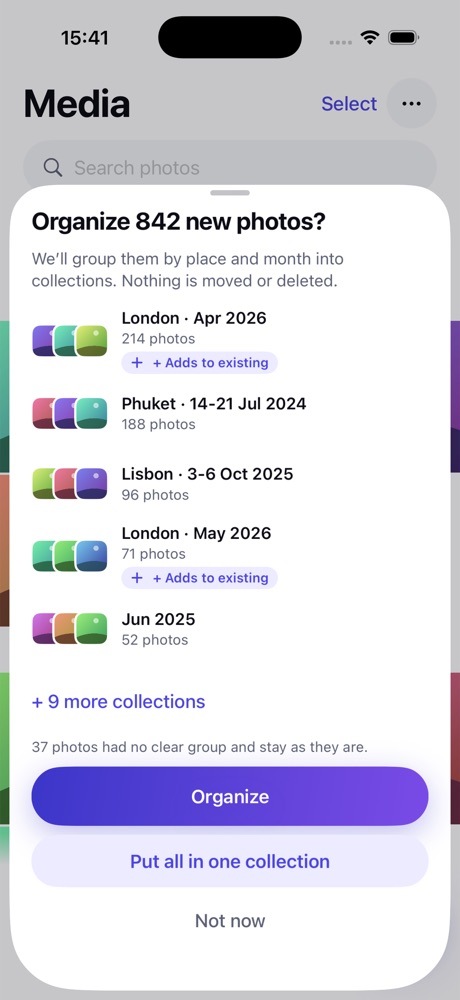 15:41
Media
Select
Search photos
Organize 842 new photos?
We’ll group them by place and month into
collections. Nothing is moved or deleted.
London · Apr 2026
214 photos
+ + Adds to existing
Phuket · 14-21 Jul 2024
188 photos
Lisbon · 3-6 Oct 2025
96 photos
London · May 2026
71 photos
+ + Adds to existing
Jun 2025
52 photos
+ 9 more collections
37 photos had no clear group and stay as they are.
Organize
Put all in one collection
Not now